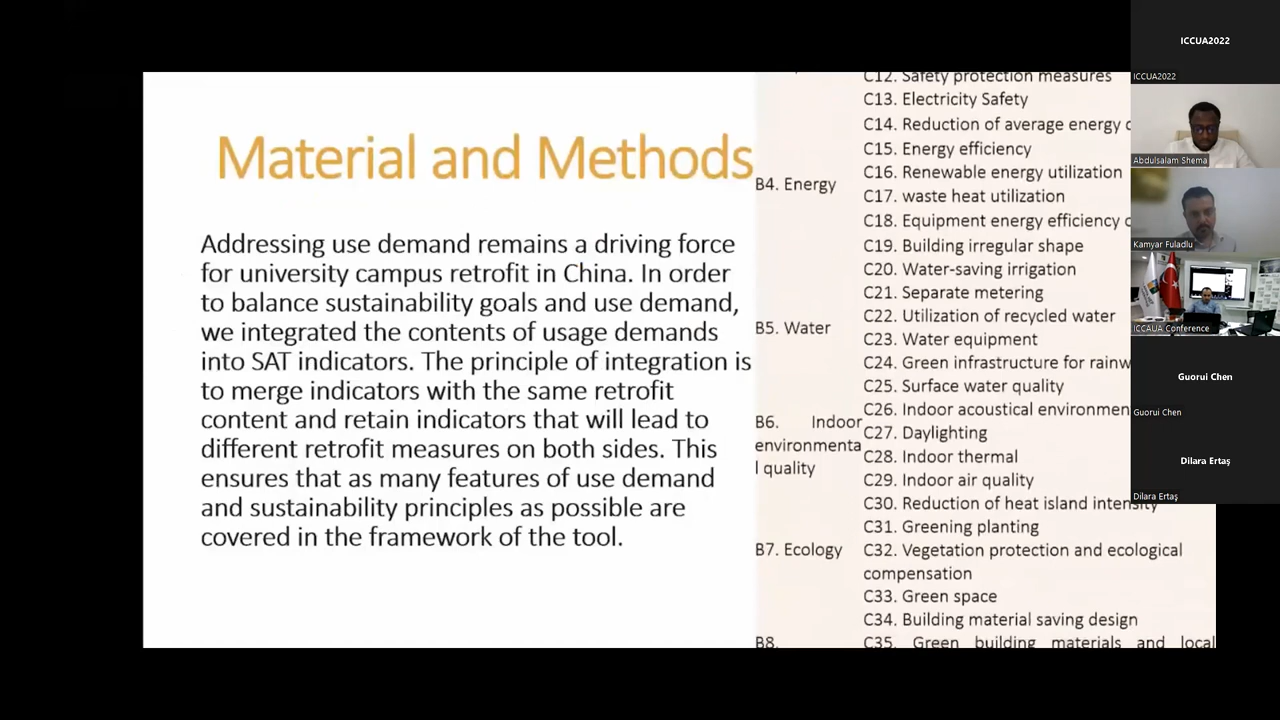 Material and Methods
Addressing use demand remains a driving force
for university campus retrofit in China. In order
to balance sustainability goals and use demand,
we integrated the contents of usage demands
into SAT indicators. The principle of integration is
to merge indicators with the same retrofit
content and retain indicators that will lead to
different retrofit measures on both sides. This
ensures that as many features of use demand
and sustainability principles as possible are
covered in the framework of the tool.
C12. Safety protection measures
C13. Electricity Safety
C14. Reduction of average energy c
C15. Energy efficiency
B4. Energy
C16. Renewable energy utilization
C17. waste heat utilization
C18. Equipment energy efficiency c
C19. Building irregular shape
C20. Water-saving irrigation
C21. Separate metering
C22. Utilization of recycled water
B5. Water
C23. Water equipment
C24. Green infrastructure for rainw
C25. Surface water quality
C26. Indoor acoustical environmen
B6. Indoor
environmenta
l quality
C27. Daylighting
C28. Indoor thermal
C29. Indoor air quality
C30. Reduction of heat island intensity
C31. Greening planting
B7. Ecology
C32. Vegetation protection and ecological
compensation
C33. Green space
C34. Building material saving design
B8.
C35. Green building materials and local
ICCUA2022
ICCUA2022
Abdulsalam Shema
Kamyar Fuladlu
ICCAUA Conference
Guorui Chen
Guorui Chen
Dilara Ertaş
Dilara Ertaş